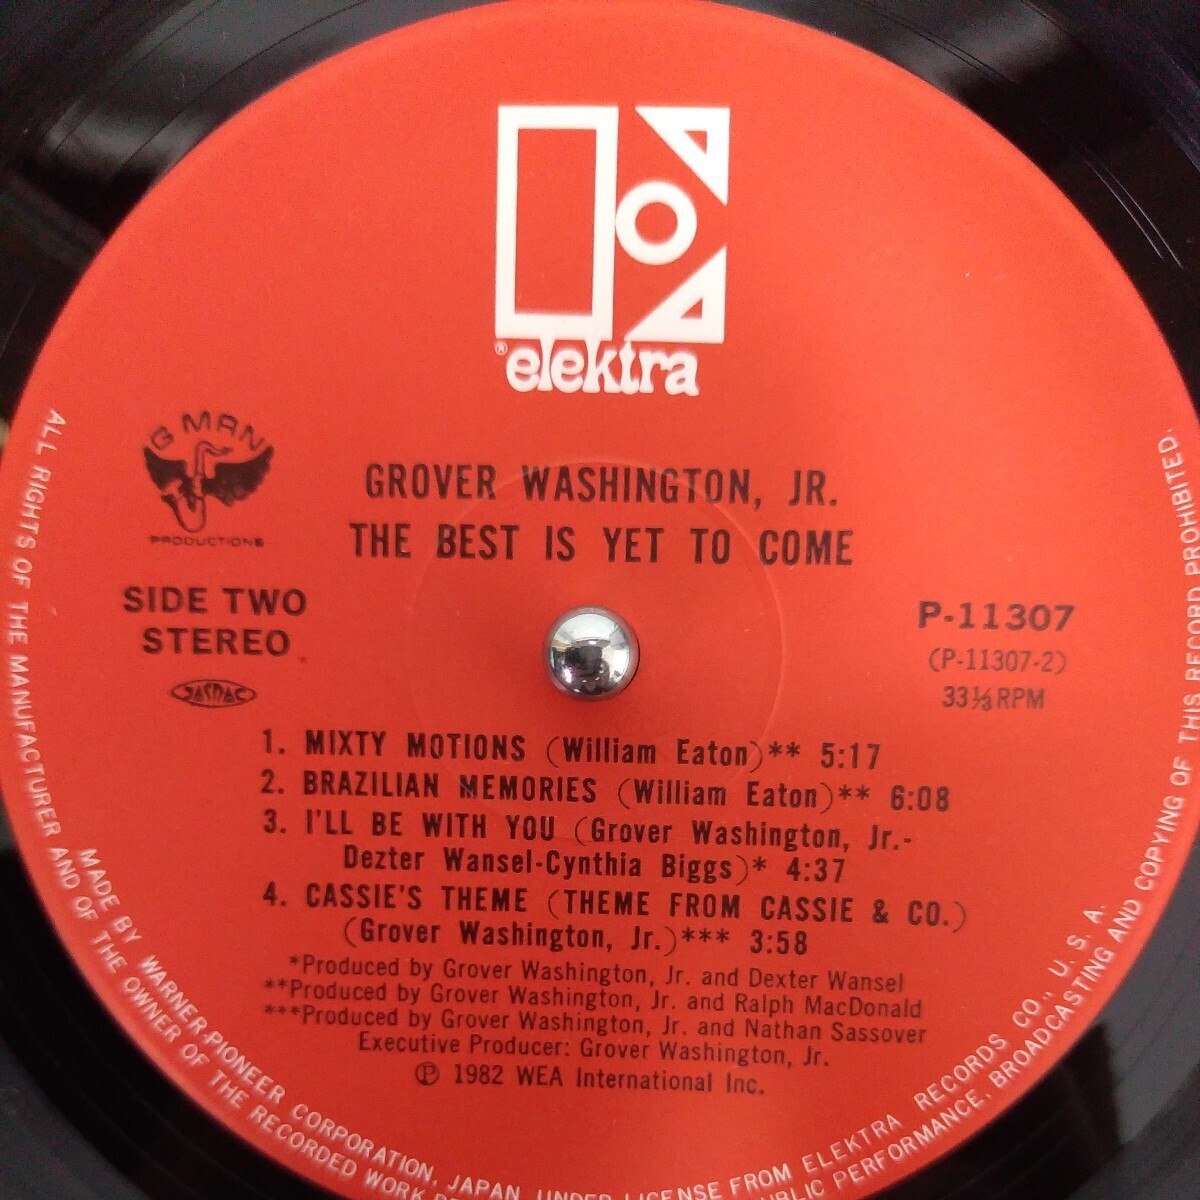 ® elektra
G MAN
PRODUCTIONS
GROVER WASHINGTON, JR.
THE BEST IS YET TO COME
SIDE TWO
STEREO
JASRAC
P-11307
(P-11307-2)
33⅓ RPM
1. MIXTY MOTIONS (William Eaton)** 5:17
2. BRAZILIAN MEMORIES (William Eaton)** 6:08
3. I'LL BE WITH YOU (Grover Washington, Jr.-
Dezter Wansel-Cynthia Biggs)* 4:37
4. CASSIE'S THEME (THEME FROM CASSIE & CO.)
(Grover Washington, Jr.)*** 3:58
*Produced by Grover Washington, Jr. and Dexter Wansel
**Produced by Grover Washington, Jr. and Ralph MacDonald
***Produced by Grover Washington, Jr. and Nathan Sassover
Executive Producer: Grover Washington, Jr.
Ⓟ 1982 WEA International Inc.
MADE BY WARNER-PIONEER CORPORATION, JAPAN, UNDER LICENSE FROM ELEKTRA RECORDS CO., U. S. A.
ALL RIGHTS OF THE MANUFACTURER AND OF THE OWNER OF THE RECORDED WORK PUBLIC PERFORMANCE, BROADCASTING AND COPYING OF THIS RECORD PROHIBITED.